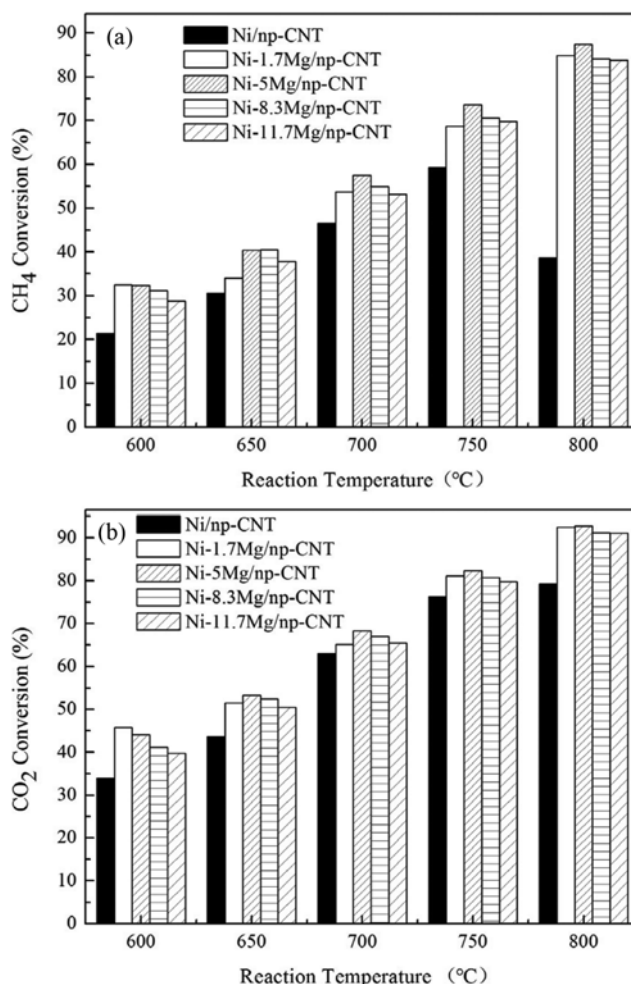 (a)
Ni/np-CNT
Ni-1.7Mg/np-CNT
Ni-5Mg/np-CNT
Ni-8.3Mg/np-CNT
Ni-11.7Mg/np-CNT
CH4 Conversion (%)
90
80
70
60
50
40
30
20
10
0
600 650 700 750 800
Reaction Temperature (℃)
(b)
Ni/np-CNT
Ni-1.7Mg/np-CNT
Ni-5Mg/np-CNT
Ni-8.3Mg/np-CNT
Ni-11.7Mg/np-CNT
CO2 Conversion (%)
90
80
70
60
50
40
30
20
10
0
600 650 700 750 800
Reaction Temperature (℃)